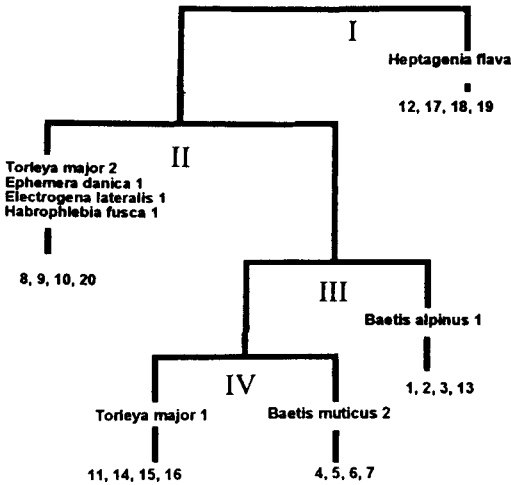 I
Heptagenia flava
12, 17, 18, 19
II
Torleya major 2
Ephemera danica 1
Electrogena lateralis 1
Habrophlebia fusca 1
8, 9, 10, 20
III
Baetis alpinus 1
1, 2, 3, 13
IV
Torleya major 1
Baetis muticus 2
11, 14, 15, 16
4, 5, 6, 7